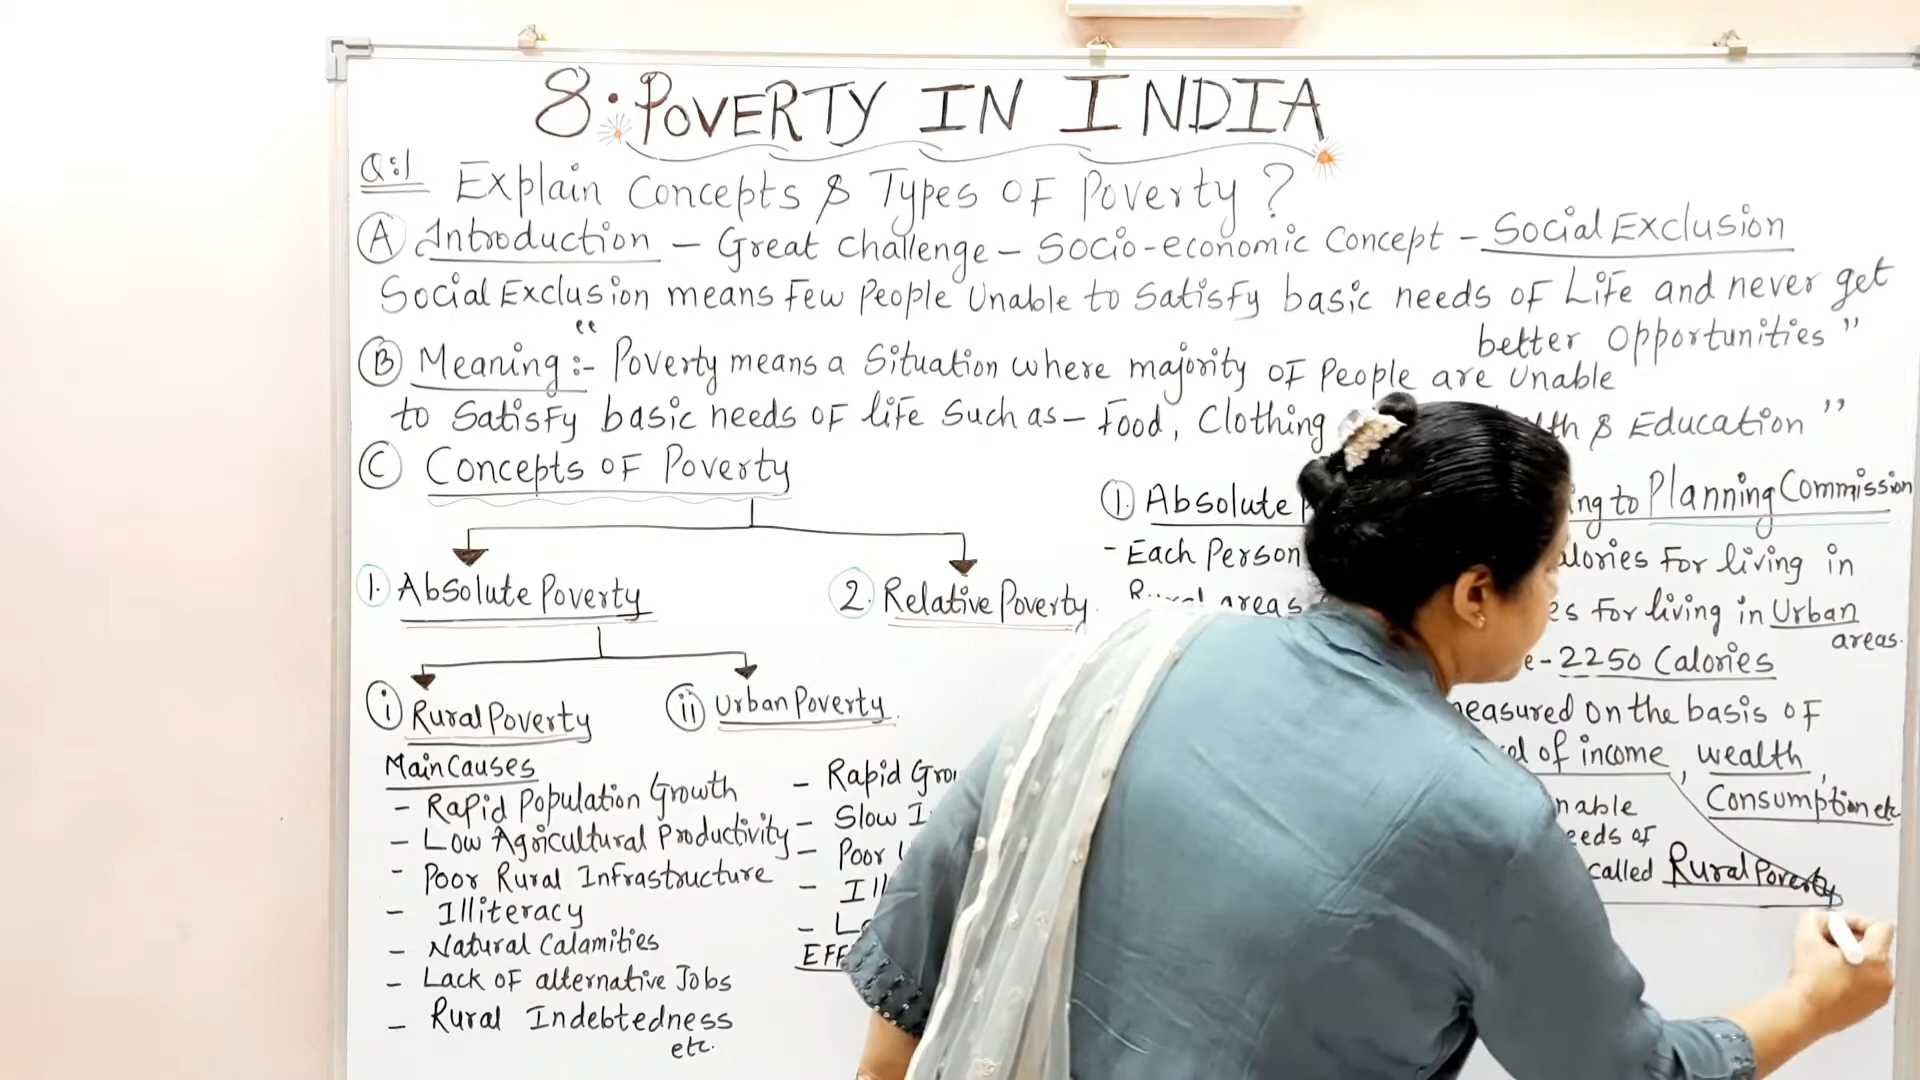 8. POVERTY IN INDIA
Q:1 Explain Concepts & Types OF Poverty ?
A Introduction – Great Challenge – Socio-economic Concept – Social Exclusion
Social Exclusion means Few People Unable to Satisfy basic needs OF Life and never get
better Opportunities"
B Meaning :- "Poverty means a Situation where majority OF People are Unable
to Satisfy basic needs OF life Such as – Food, Clothing & Education"
C Concepts OF Poverty
1. Absolute Poverty
2. Relative Poverty.
i Rural Poverty
ii Urban Poverty.
Main Causes
– Rapid Population Growth
– Low Agricultural Productivity
– Poor Rural Infrastructure
– Illiteracy
– Natural Calamities
– Lack OF alternative Jobs
– Rural Indebtedness
etc.
– Rapid
– Slow
– Poor
1. Absolute to Planning Commission
- Each Person For living in
areas For living in Urban
areas.
- 2250 Calories
on the basis OF
of income, wealth,
Consumption etc
OF
called Rural Poverty